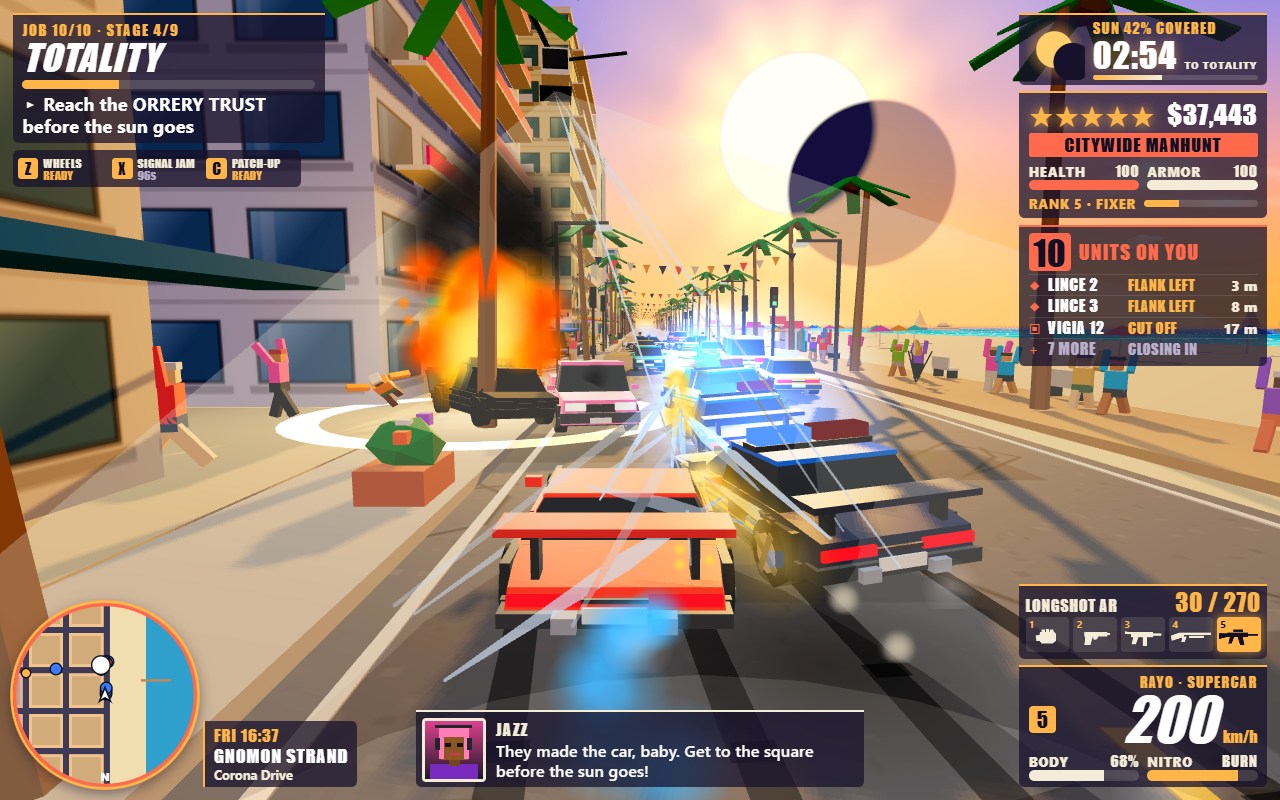 JOB 10/10 · STAGE 4/9
TOTALITY
▸ Reach the ORRERY TRUST
before the sun goes
Z WHEELS READY
X SIGNAL JAM 96s
C PATCH-UP READY
SUN 42% COVERED
02:54 TO TOTALITY
★★★★★ $37,443
CITYWIDE MANHUNT
HEALTH 100 ARMOR 100
RANK 5 · FIXER
10 UNITS ON YOU
LINCE 2 FLANK LEFT 3 m
LINCE 3 FLANK LEFT 8 m
VIGIA 12 CUT OFF 17 m
+ 7 MORE CLOSING IN
LONGSHOT AR 30 / 270
1 2 3 4 5
RAYO · SUPERCAR
5 200 km/h
BODY 68% NITRO BURN
N
FRI 16:37
GNOMON STRAND
Corona Drive
JAZZ
They made the car, baby. Get to the square
before the sun goes!